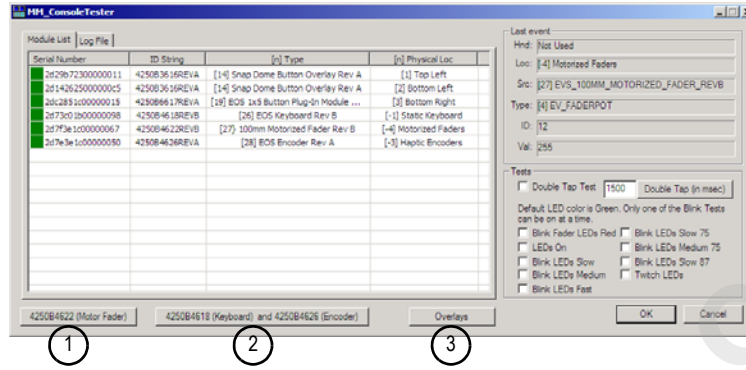 MM_ConsoleTester
Module List Log File
Serial Number ID String [n] Type [n] Physical Loc
2d29b72300000011 4250B3616REVA [14] Snap Dome Button Overlay Rev A [1] Top Left
2d142625000000c5 4250B3616REVA [14] Snap Dome Button Overlay Rev A [2] Bottom Left
2dc2851c00000015 4250B6617REVA [19] EOS 1x5 Button Plug-In Module ... [3] Bottom Right
2d73c01b00000098 4250B4618REVB [26] EOS Keyboard Rev B [-1] Static Keyboard
2d7f3e1c00000067 4250B4622REVB [27] 100mm Motorized Fader Rev B [-4] Motorized Faders
2d7e3e1c00000050 4250B4626REVA [28] EOS Encoder Rev A [-3] Haptic Encoders
4250B4622 (Motor Fader)
4250B4618 (Keyboard) and 4250B4626 (Encoder)
Overlays
1
2
3
Last event
Hnd: Not Used
Loc: [-4] Motorized Faders
Src: [27] EVS_100MM_MOTORIZED_FADER_REVB
Type: [4] EV_FADERPOT
ID: 12
Val: 255
Tests
Double Tap Test 1500 Double Tap (in msec)
Default LED color is Green. Only one of the Blink Tests
can be on at a time.
Blink Fader LEDs Red Blink LEDs Slow 75
LEDs On Blink LEDs Medium 75
Blink LEDs Slow Blink LEDs Slow 87
Blink LEDs Medium Twitch LEDs
Blink LEDs Fast
OK Cancel